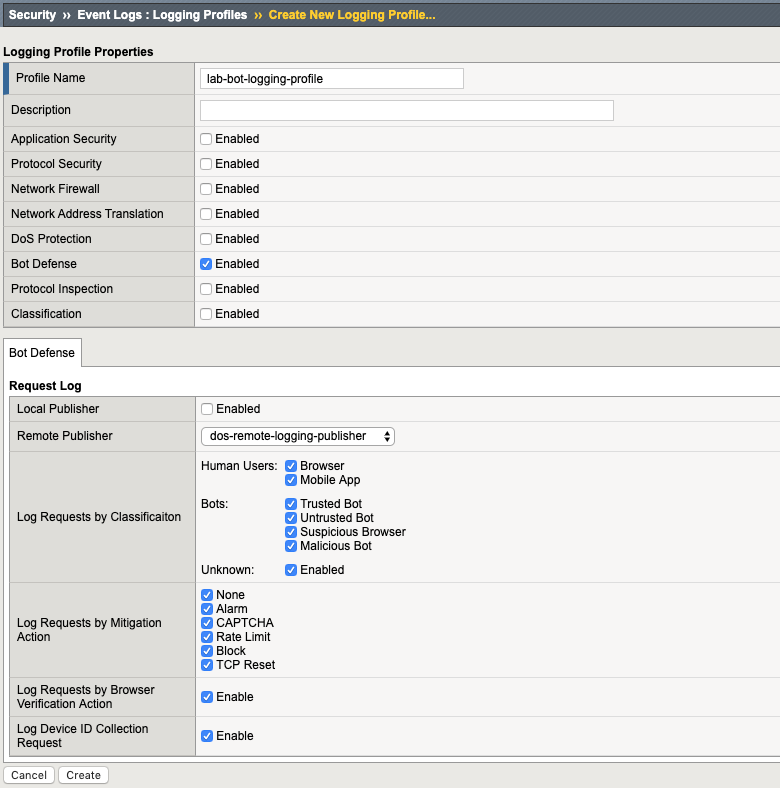 Security ›› Event Logs : Logging Profiles ›› Create New Logging Profile...
Logging Profile Properties
Profile Name lab-bot-logging-profile
Description
Application Security Enabled
Protocol Security Enabled
Network Firewall Enabled
Network Address Translation Enabled
DoS Protection Enabled
Bot Defense Enabled
Protocol Inspection Enabled
Classification Enabled
Bot Defense
Request Log
Local Publisher Enabled
Remote Publisher dos-remote-logging-publisher
Log Requests by Classificaiton
Human Users: Browser
Mobile App
Bots: Trusted Bot
Untrusted Bot
Suspicious Browser
Malicious Bot
Unknown: Enabled
Log Requests by Mitigation
Action
None
Alarm
CAPTCHA
Rate Limit
Block
TCP Reset
Log Requests by Browser
Verification Action
Enable
Log Device ID Collection
Request
Enable
Cancel Create